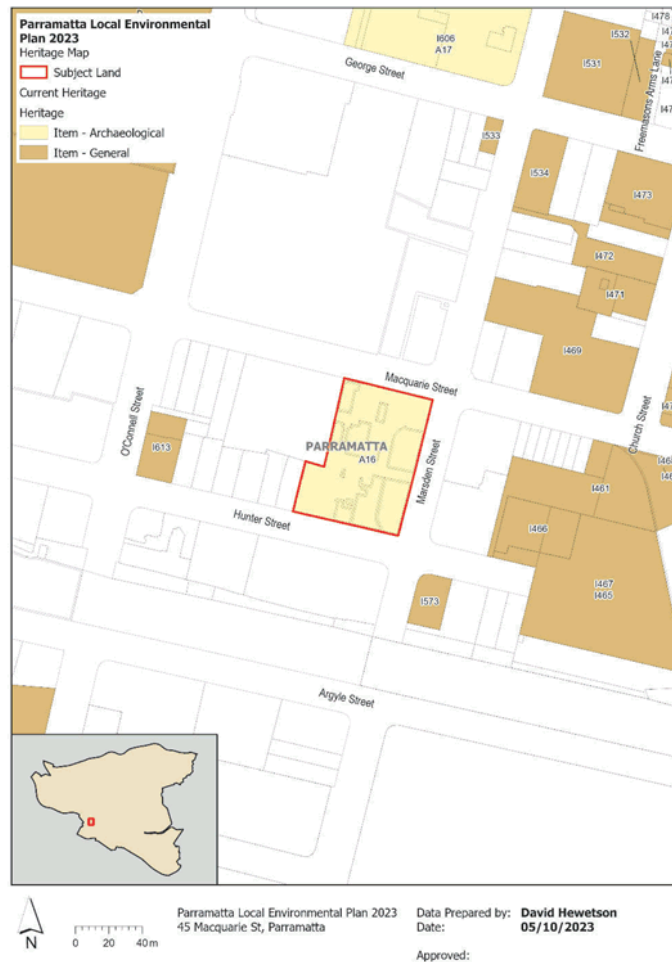 Parramatta Local Environmental
Plan 2023
Heritage Map
Subject Land
Current Heritage
Heritage
Item - Archaeological
Item - General
I606
A17
George Street
I478
I532
I531
Freemasons Arms Lane
I533
I534
I473
I472
I471
I469
Macquarie Street
O'Connell Street
I613
PARRAMATTA
A16
Marsden Street
Church Street
Hunter Street
I461
I466
I467
I465
I573
Argyle Street
N
0 20 40 m
Parramatta Local Environmental Plan 2023
45 Macquarie St, Parramatta
Data Prepared by: David Hewetson
Date: 05/10/2023
Approved: